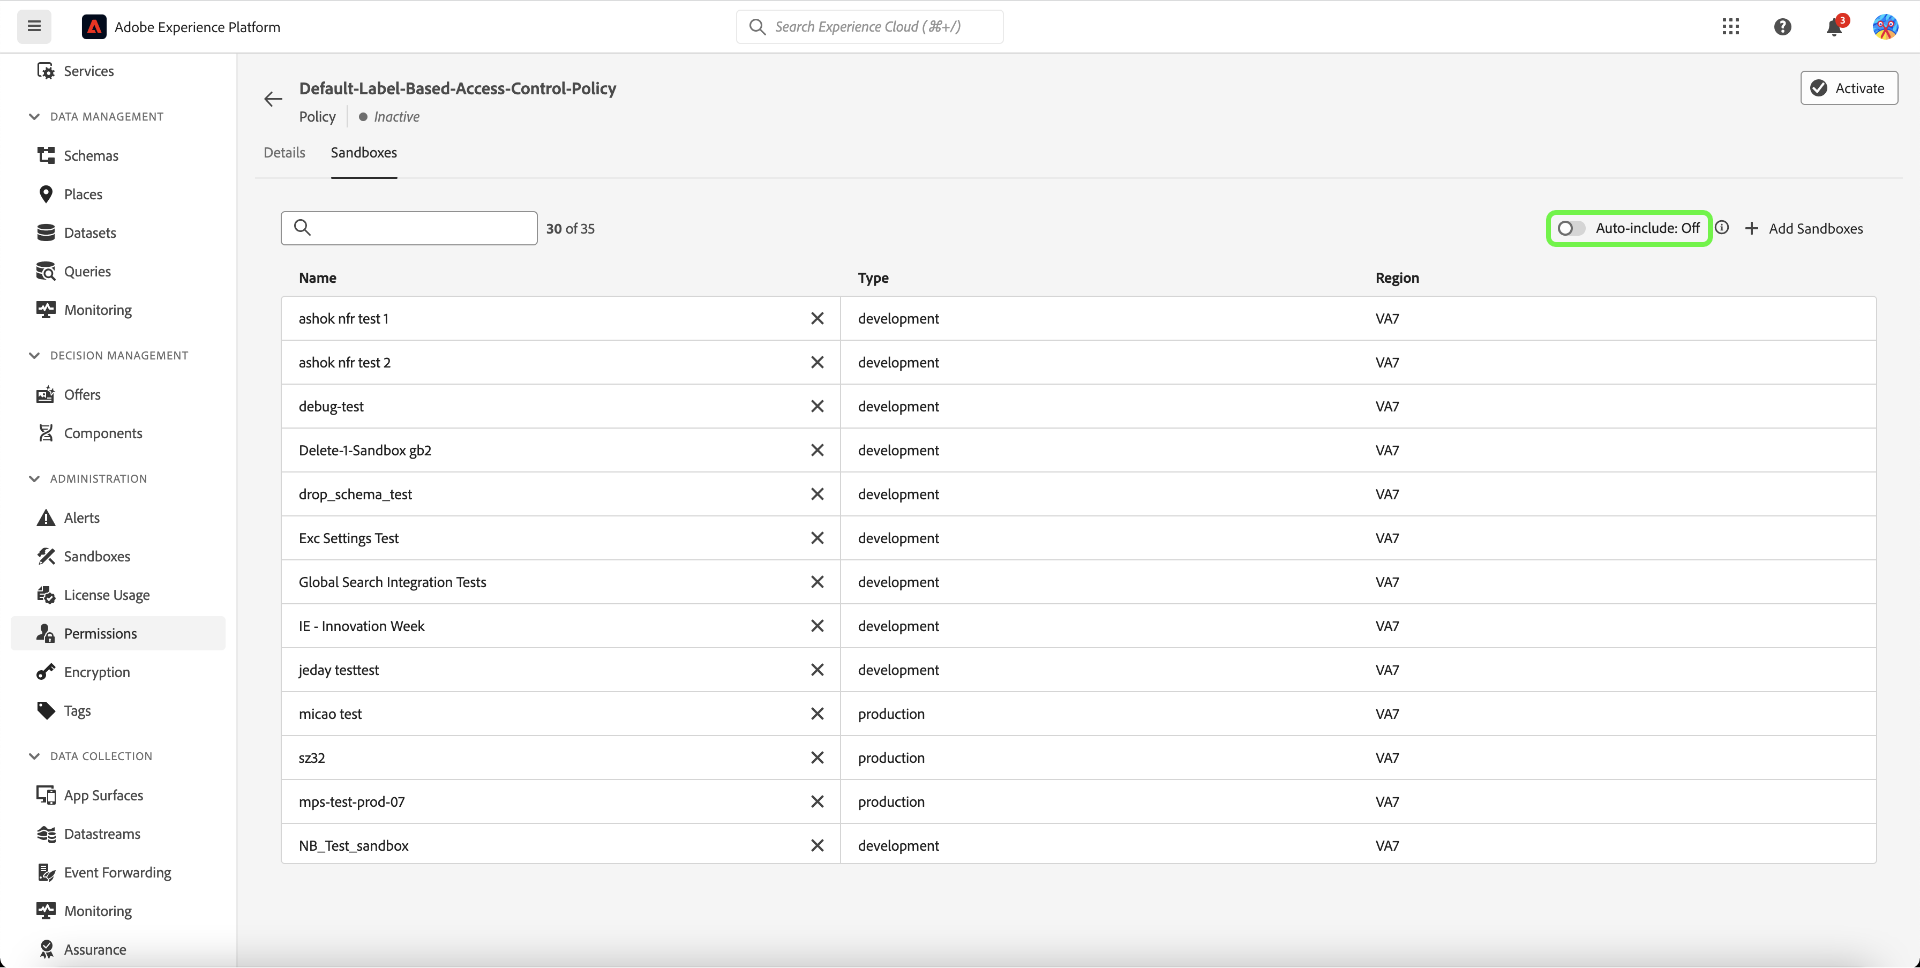 Adobe Experience Platform
Search Experience Cloud (⌘+/)
3
Services
DATA MANAGEMENT
Schemas
Places
Datasets
Queries
Monitoring
DECISION MANAGEMENT
Offers
Components
ADMINISTRATION
Alerts
Sandboxes
License Usage
Permissions
Encryption
Tags
DATA COLLECTION
App Surfaces
Datastreams
Event Forwarding
Monitoring
Assurance
Default-Label-Based-Access-Control-Policy
Policy Inactive
Activate
Details Sandboxes
30 of 35
Auto-include: Off
Add Sandboxes
Name Type Region
ashok nfr test 1 development VA7
ashok nfr test 2 development VA7
debug-test development VA7
Delete-1-Sandbox gb2 development VA7
drop_schema_test development VA7
Exc Settings Test development VA7
Global Search Integration Tests development VA7
IE - Innovation Week development VA7
jeday testtest development VA7
micao test production VA7
sz32 production VA7
mps-test-prod-07 production VA7
NB_Test_sandbox development VA7